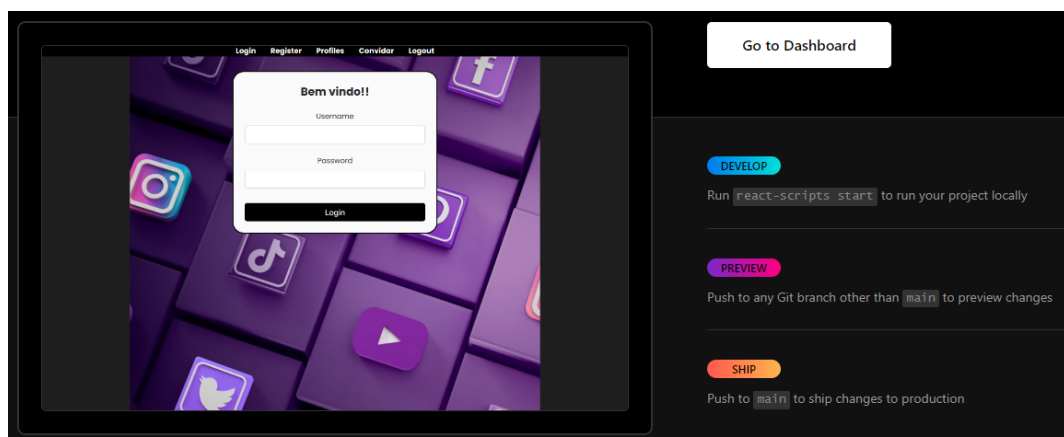 Login Register Profiles Convidar Logout
Bem vindo!!
Username
Password
Login
Go to Dashboard
DEVELOP
Run react-scripts start to run your project locally
PREVIEW
Push to any Git branch other than main to preview changes
SHIP
Push to main to ship changes to production